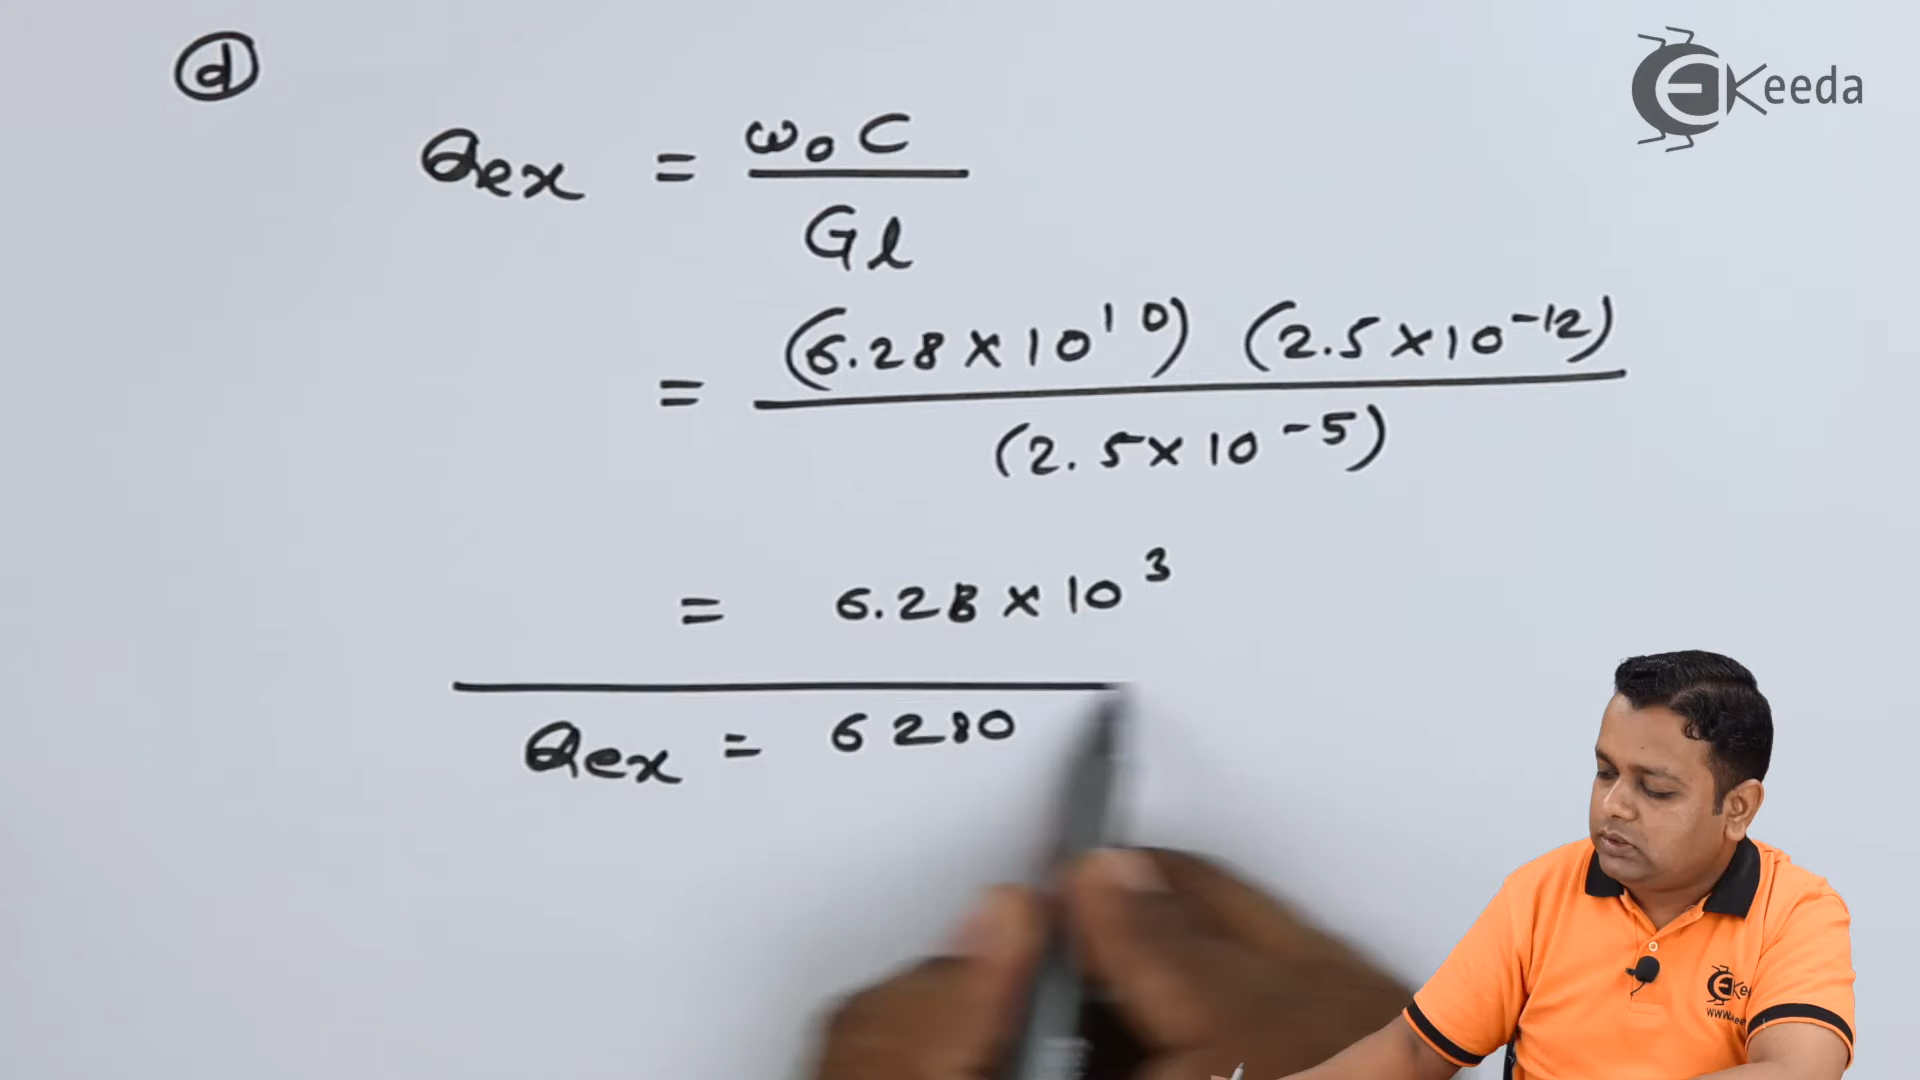 d
EKeeda
Qex = ω₀ C / Gl
= (6.28 × 10¹⁰) (2.5 × 10⁻¹²) / (2.5 × 10⁻⁵)
= 6.28 × 10³
Qex = 6280